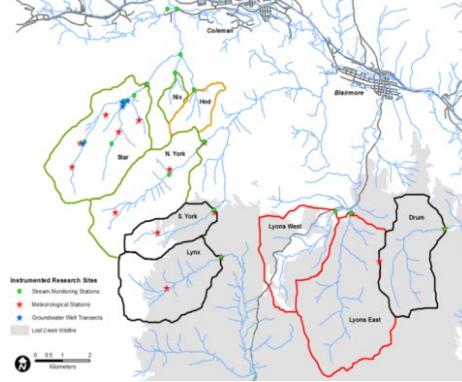 Coleman
Blairmore
Nix
Hod
Star
N. York
S. York
Lynx
Lyons West
Drum
Lyons East
Instrumented Research Sites
Stream Monitoring Stations
Meteorological Stations
Groundwater Well Transects
Lost Creek Wildfire
0 0.5 1 2
Kilometers